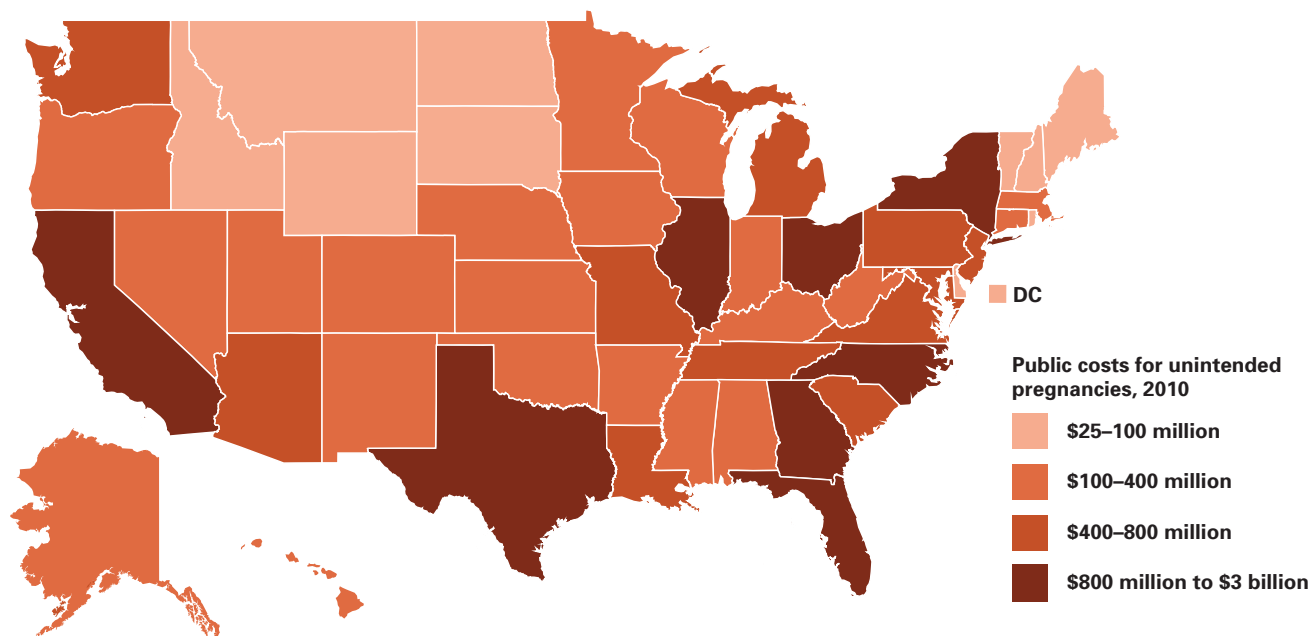 DC
Public costs for unintended
pregnancies, 2010
$25–100 million
$100–400 million
$400–800 million
$800 million to $3 billion